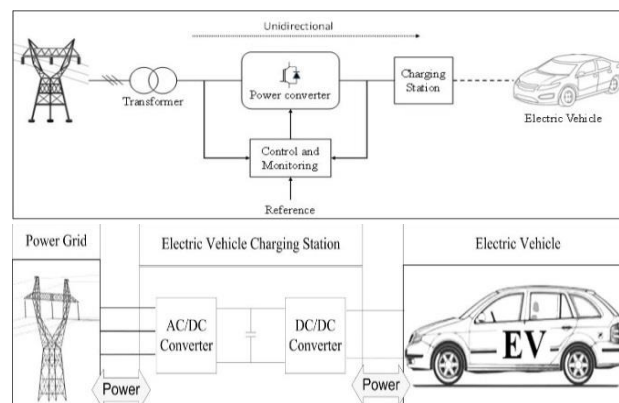 Unidirectional
Transformer
Power converter
Charging
Station
Electric Vehicle
Control and
Monitoring
Reference
Power Grid
Electric Vehicle Charging Station
Electric Vehicle
AC/DC
Converter
DC/DC
Converter
EV
Power
Power